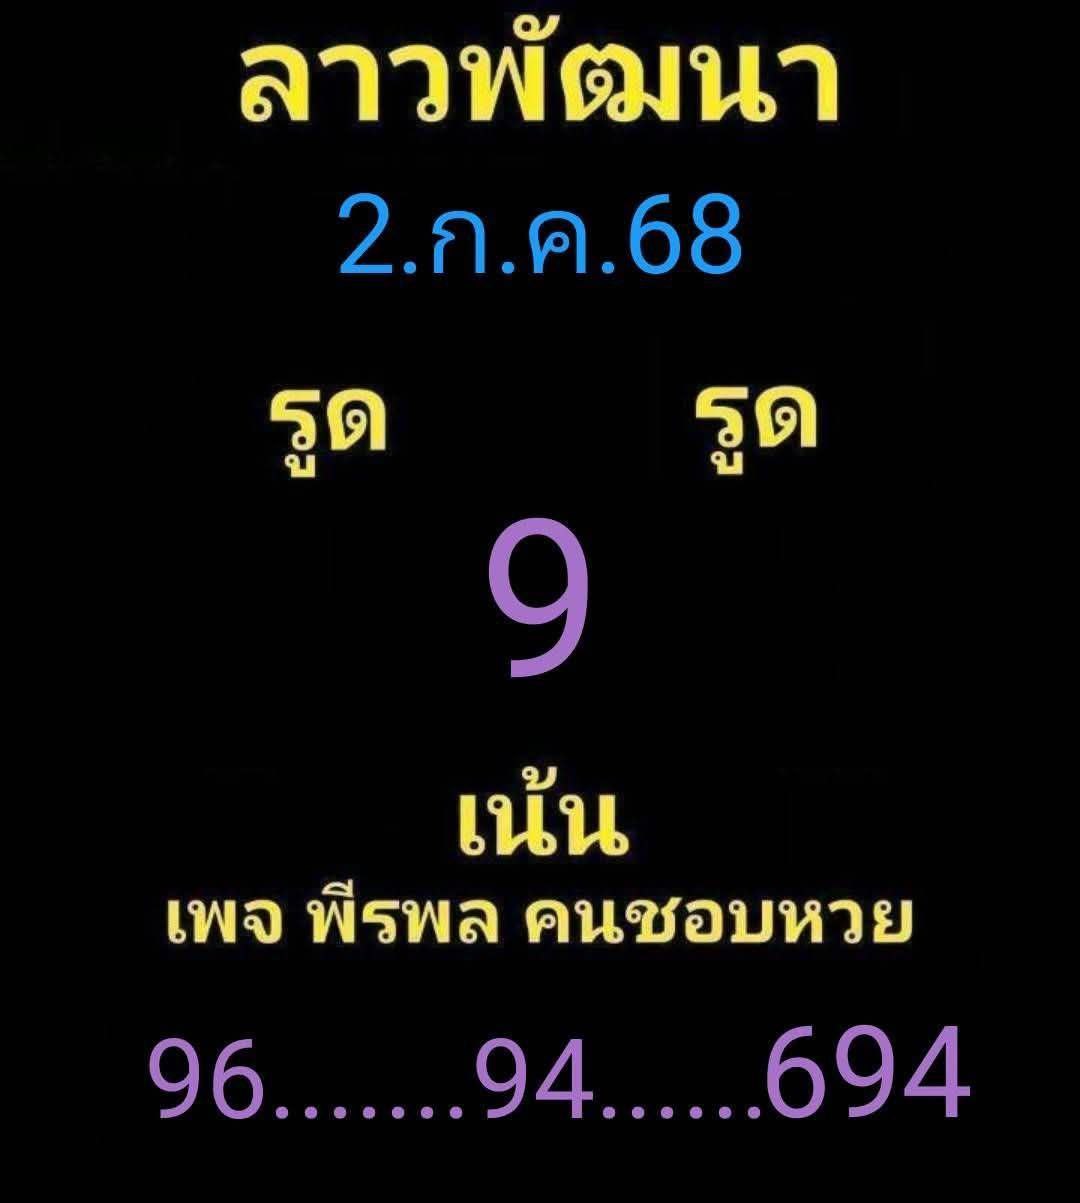 ลาวพัฒนา
2.ก.ค.68
รูด รูด
9
เน้น
เพจ พีรพล คนชอบหวย
96.......94......694